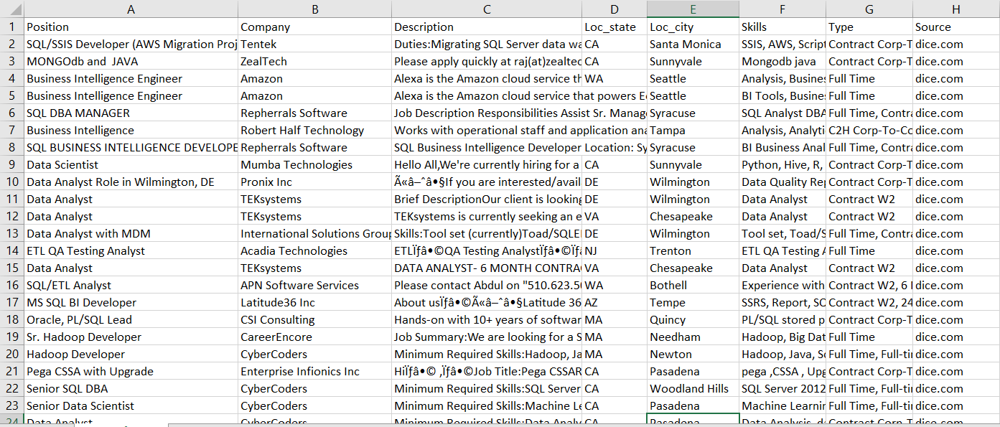 A B C D E F G H
1 Position Company Description Loc_state Loc_city Skills Type Source
2 SQL/SSIS Developer (AWS Migration Proj Tentek Duties:Migrating SQL Server data wa CA Santa Monica SSIS, AWS, Script Contract Corp-T dice.com
3 MONGOdb and JAVA ZealTech Please apply quickly at raj(at)zealtec CA Sunnyvale Mongodb java Contract Corp-T dice.com
4 Business Intelligence Engineer Amazon Alexa is the Amazon cloud service th WA Seattle Analysis, Busines Full Time dice.com
5 Business Intelligence Engineer Amazon Alexa is the Amazon cloud service that powers Ec Seattle BI Tools, Busines Full Time dice.com
6 SQL DBA MANAGER Repherrals Software Job Description Responsibilities Assist Sr. Manag Syracuse SQL Analyst DBA Full Time, Contra dice.com
7 Business Intelligence Robert Half Technology Works with operational staff and application ana Tampa Analysis, Analyti C2H Corp-To-Co dice.com
8 SQL BUSINESS INTELLIGENCE DEVELOPE Repherrals Software SQL Business Intelligence Developer Location: Sy Syracuse BI Business Anal Full Time, Contra dice.com
9 Data Scientist Mumba Technologies Hello All,We're currently hiring for a CA Sunnyvale Python, Hive, R, Contract Corp-T dice.com
10 Data Analyst Role in Wilmington, DE Pronix Inc Ã«â–ˆâ•§If you are interested/avail DE Wilmington Data Quality Rep Contract Corp-T dice.com
11 Data Analyst TEKsystems Brief DescriptionOur client is looking DE Wilmington Data Analyst Contract W2 dice.com
12 Data Analyst TEKsystems TEKsystems is currently seeking an e VA Chesapeake Data Analyst Contract W2 dice.com
13 Data Analyst with MDM International Solutions Group Skills:Tool set (currently)Toad/SQLE DE Wilmington Tool set, Toad/S Full Time, Contra dice.com
14 ETL QA Testing Analyst Acadia Technologies ETLÏƒâ•©QA Testing AnalystÏƒâ•©Ïƒâ NJ Trenton ETL QA Testing A Full Time dice.com
15 Data Analyst TEKsystems DATA ANALYST- 6 MONTH CONTRA VA Chesapeake Data Analyst Contract W2 dice.com
16 SQL/ETL Analyst APN Software Services Please contact Abdul on "510.623.50 WA Bothell Experience with Contract W2, 6 dice.com
17 MS SQL BI Developer Latitude36 Inc About usÏƒâ•©Ã«â–ˆâ•§Latitude 36 AZ Tempe SSRS, Report, SC Contract W2, 24 dice.com
18 Oracle, PL/SQL Lead CSI Consulting Hands-on with 10+ years of softwar MA Quincy PL/SQL stored p Contract Corp-T dice.com
19 Sr. Hadoop Developer CareerEncore Job Summary:We are looking for a S MA Needham Hadoop, Big Dat Full Time dice.com
20 Hadoop Developer CyberCoders Minimum Required Skills:Hadoop, Ja MA Newton Hadoop, Java, Sc Full Time, Full-ti dice.com
21 Pega CSSA with Upgrade Enterprise Infionics Inc HiÏƒâ•© ,Ïƒâ•©Job Title:Pega CSSAR CA Pasadena pega ,CSSA , Upg Contract Corp-T dice.com
22 Senior SQL DBA CyberCoders Minimum Required Skills:SQL Server CA Woodland Hills SQL Server 2012 Full Time, Full-ti dice.com
23 Senior Data Scientist CyberCoders Minimum Required Skills:Machine Le CA Pasadena Machine Learnin Full Time, Full-ti dice.com
24 Data Analyst CyberCoders Minimum Required Skills:Data Analy CA Pasadena Data Analysis, d Contract Corp-T dice.com